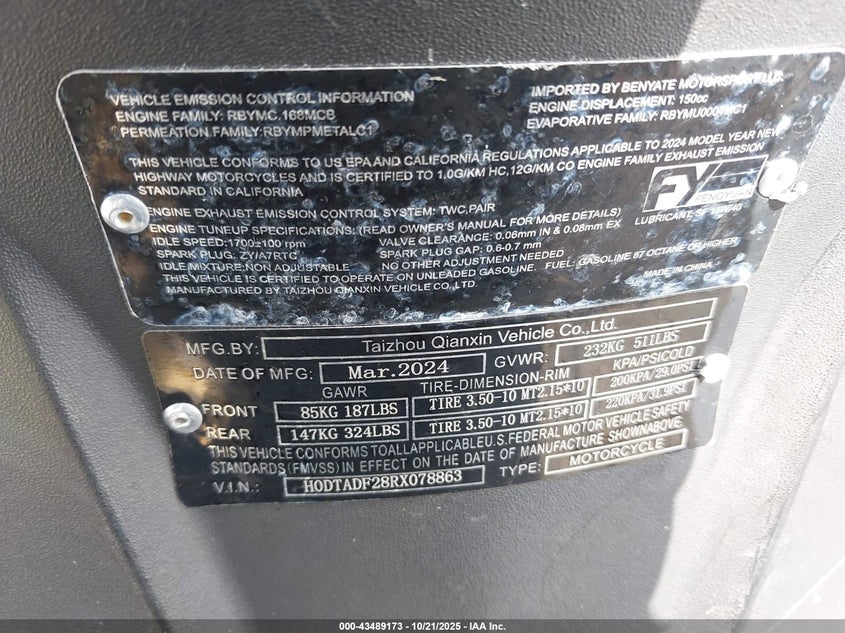 VEHICLE EMISSION CONTROL INFORMATION
ENGINE FAMILY: RBYMC.168MCB
PERMEATION FAMILY:RBYMPMETALC1
IMPORTED BY BENYATE MOTORSPORT
ENGINE DISPLACEMENT: 150cc
EVAPORATIVE FAMILY:
THIS VEHICLE CONFORMS TO US EPA AND CALIFORNIA REGULATIONS APPLICABLE TO 2024 MODEL YEAR NEW
HIGHWAY MOTORCYCLES AND IS CERTIFIED TO 1.0G/KM HC,12G/KM CO ENGINE FAMILY EXHAUST EMISSION
STANDARD IN CALIFORNIA
FY
LUBRICANT:
ENGINE EXHAUST EMISSION CONTROL SYSTEM: TWC,PAIR
ENGINE TUNEUP SPECIFICATIONS: (READ OWNER'S MANUAL FOR MORE DETAILS)
IDLE SPEED:1700±100 rpm VALVE CLEARANCE: 0.06mm IN & 0.08mm EX
SPARK PLUG: ZY/A7RTC SPARK PLUG GAP: 0.6-0.7 mm
IDLE MIXTURE:NON ADJUSTABLE NO OTHER ADJUSTMENT NEEDED FUEL: GASOLINE 87 OCTANE OR HIGHER
THIS VEHICLE IS CERTIFIED TO OPERATE ON UNLEADED GASOLINE.
MANUFACTURED BY TAIZHOU QIANXIN VEHICLE CO., LTD. MADE IN CHINA
MFG.BY: Taizhou Qianxin Vehicle Co.,Ltd.
DATE OF MFG: Mar.2024 GVWR: 232KG 511LBS
GAWR TIRE-DIMENSION-RIM KPA/PSICOLD
FRONT 85KG 187LBS TIRE 3.50-10 MT2.15*10 200KPA/29.0PSI
REAR 147KG 324LBS TIRE 3.50-10 MT2.15*10 220KPA/31.9PSI
THIS VEHICLE CONFORMS TOALLAPPLICABLEU.S.FEDERAL MOTOR VEHICLE SAFETY
STANDARDS (FMVSS) IN EFFECT ON THE DATE OF MANUFACTURE SHOWNABOVE.
V.I.N.: H0DTADF28RX078863 TYPE: MOTORCYCLE
000-43489173 - 10/21/2025 - IAA Inc.